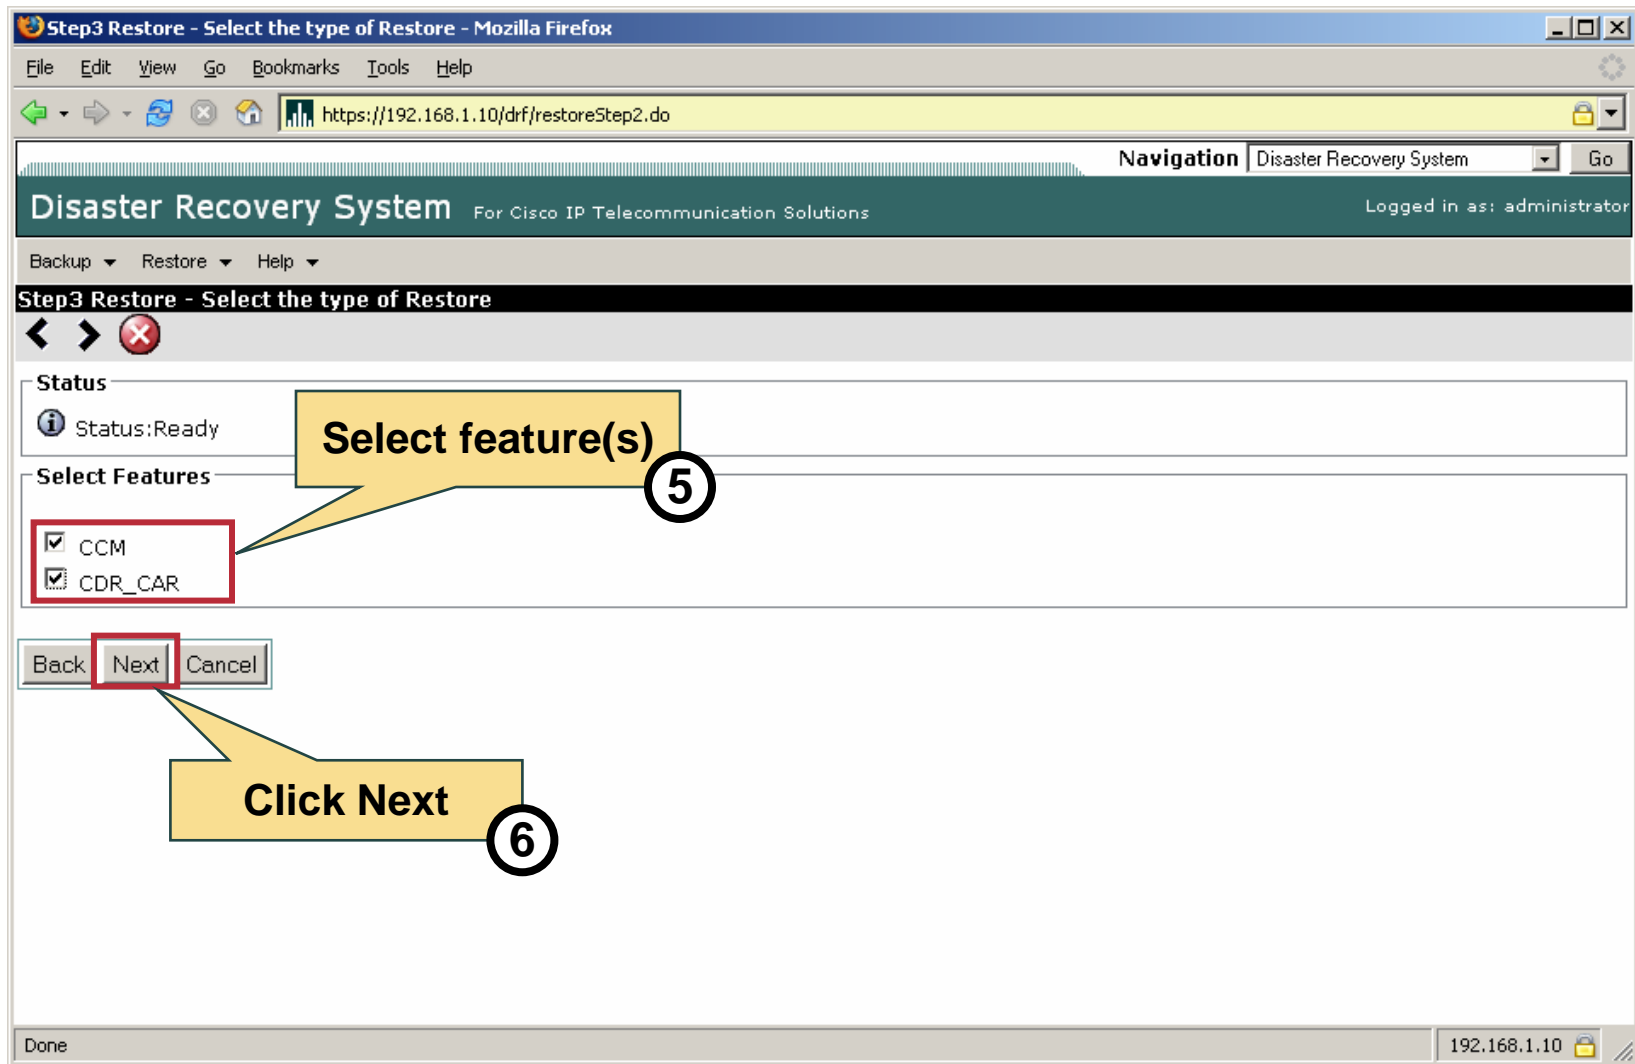 Step3 Restore - Select the type of Restore - Mozilla Firefox
File Edit View Go Bookmarks Tools Help
https://192.168.1.10/drf/restoreStep2.do
Navigation Disaster Recovery System Go
Disaster Recovery System For Cisco IP Telecommunication Solutions
Logged in as: administrator
Backup Restore Help
Step3 Restore - Select the type of Restore
Status
Status:Ready
Select feature(s)
5
Select Features
CCM
CDR_CAR
Back Next Cancel
Click Next
6
Done
192.168.1.10